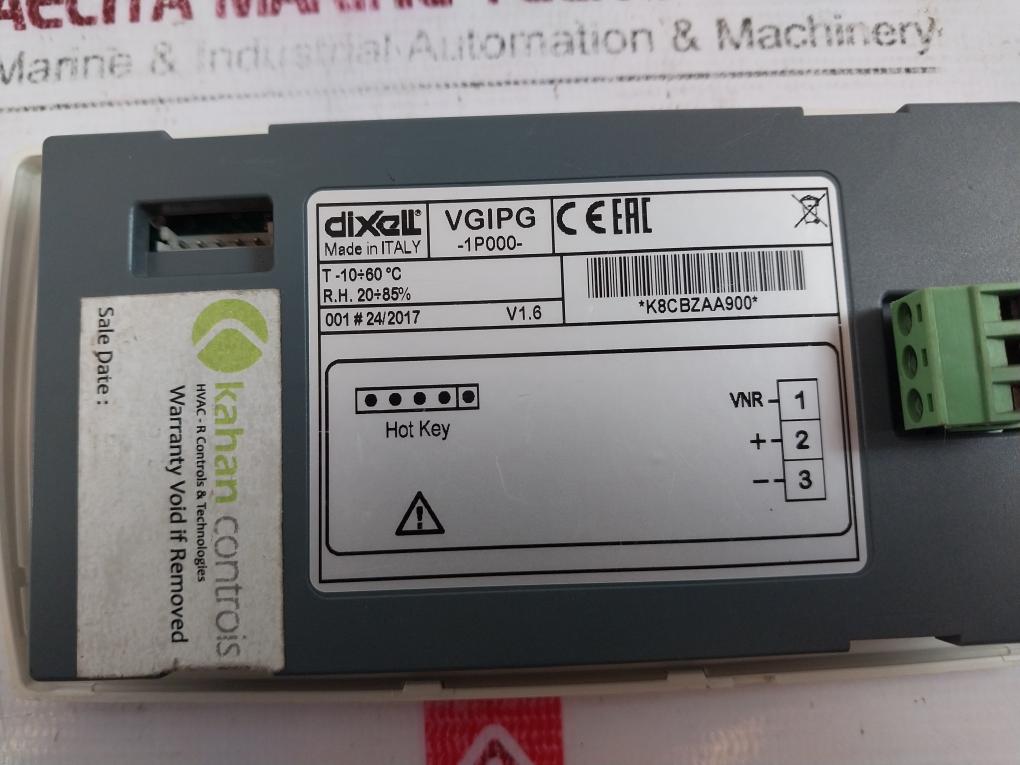 Marine & Industrial Automation & Machinery
dixell
Made in ITALY
VGIPG
-1P000-
CE EAC
T -10÷60 °C
R.H. 20÷85%
001 # 24/2017 V1.6
*K8CBZAA900*
Hot Key
VNR - 1
+ - 2
- - 3
!
kahan controls
HVAC - R Controls & Technologies
Warranty Void if Removed
Sale Date :